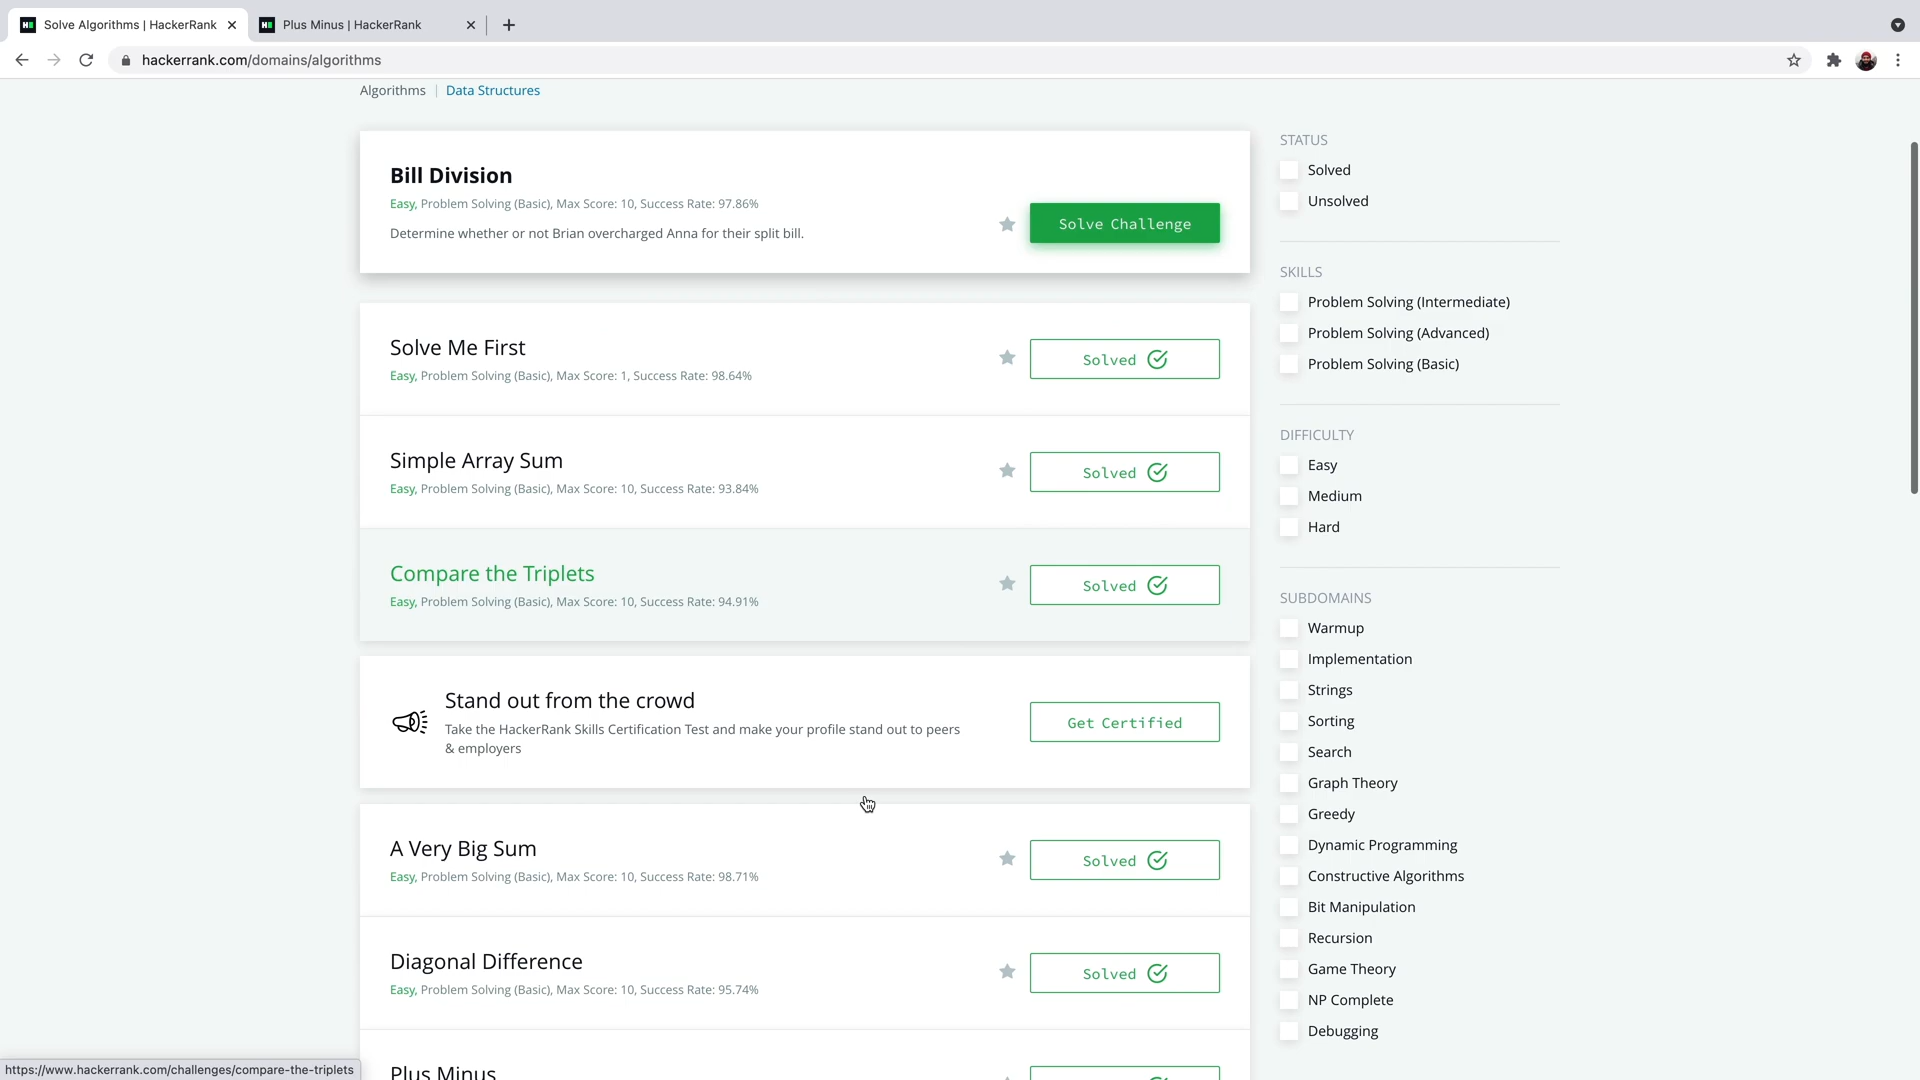 Solve Algorithms | HackerRank
Plus Minus | HackerRank
hackerrank.com/domains/algorithms
Algorithms | Data Structures
Bill Division
Easy, Problem Solving (Basic), Max Score: 10, Success Rate: 97.86%
Determine whether or not Brian overcharged Anna for their split bill.
Solve Challenge
Solve Me First
Easy, Problem Solving (Basic), Max Score: 1, Success Rate: 98.64%
Solved
Simple Array Sum
Easy, Problem Solving (Basic), Max Score: 10, Success Rate: 93.84%
Solved
Compare the Triplets
Easy, Problem Solving (Basic), Max Score: 10, Success Rate: 94.91%
Solved
Stand out from the crowd
Take the HackerRank Skills Certification Test and make your profile stand out to peers
& employers
Get Certified
A Very Big Sum
Easy, Problem Solving (Basic), Max Score: 10, Success Rate: 98.71%
Solved
Diagonal Difference
Easy, Problem Solving (Basic), Max Score: 10, Success Rate: 95.74%
Solved
Plus Minus
STATUS
Solved
Unsolved
SKILLS
Problem Solving (Intermediate)
Problem Solving (Advanced)
Problem Solving (Basic)
DIFFICULTY
Easy
Medium
Hard
SUBDOMAINS
Warmup
Implementation
Strings
Sorting
Search
Graph Theory
Greedy
Dynamic Programming
Constructive Algorithms
Bit Manipulation
Recursion
Game Theory
NP Complete
Debugging
https://www.hackerrank.com/challenges/compare-the-triplets